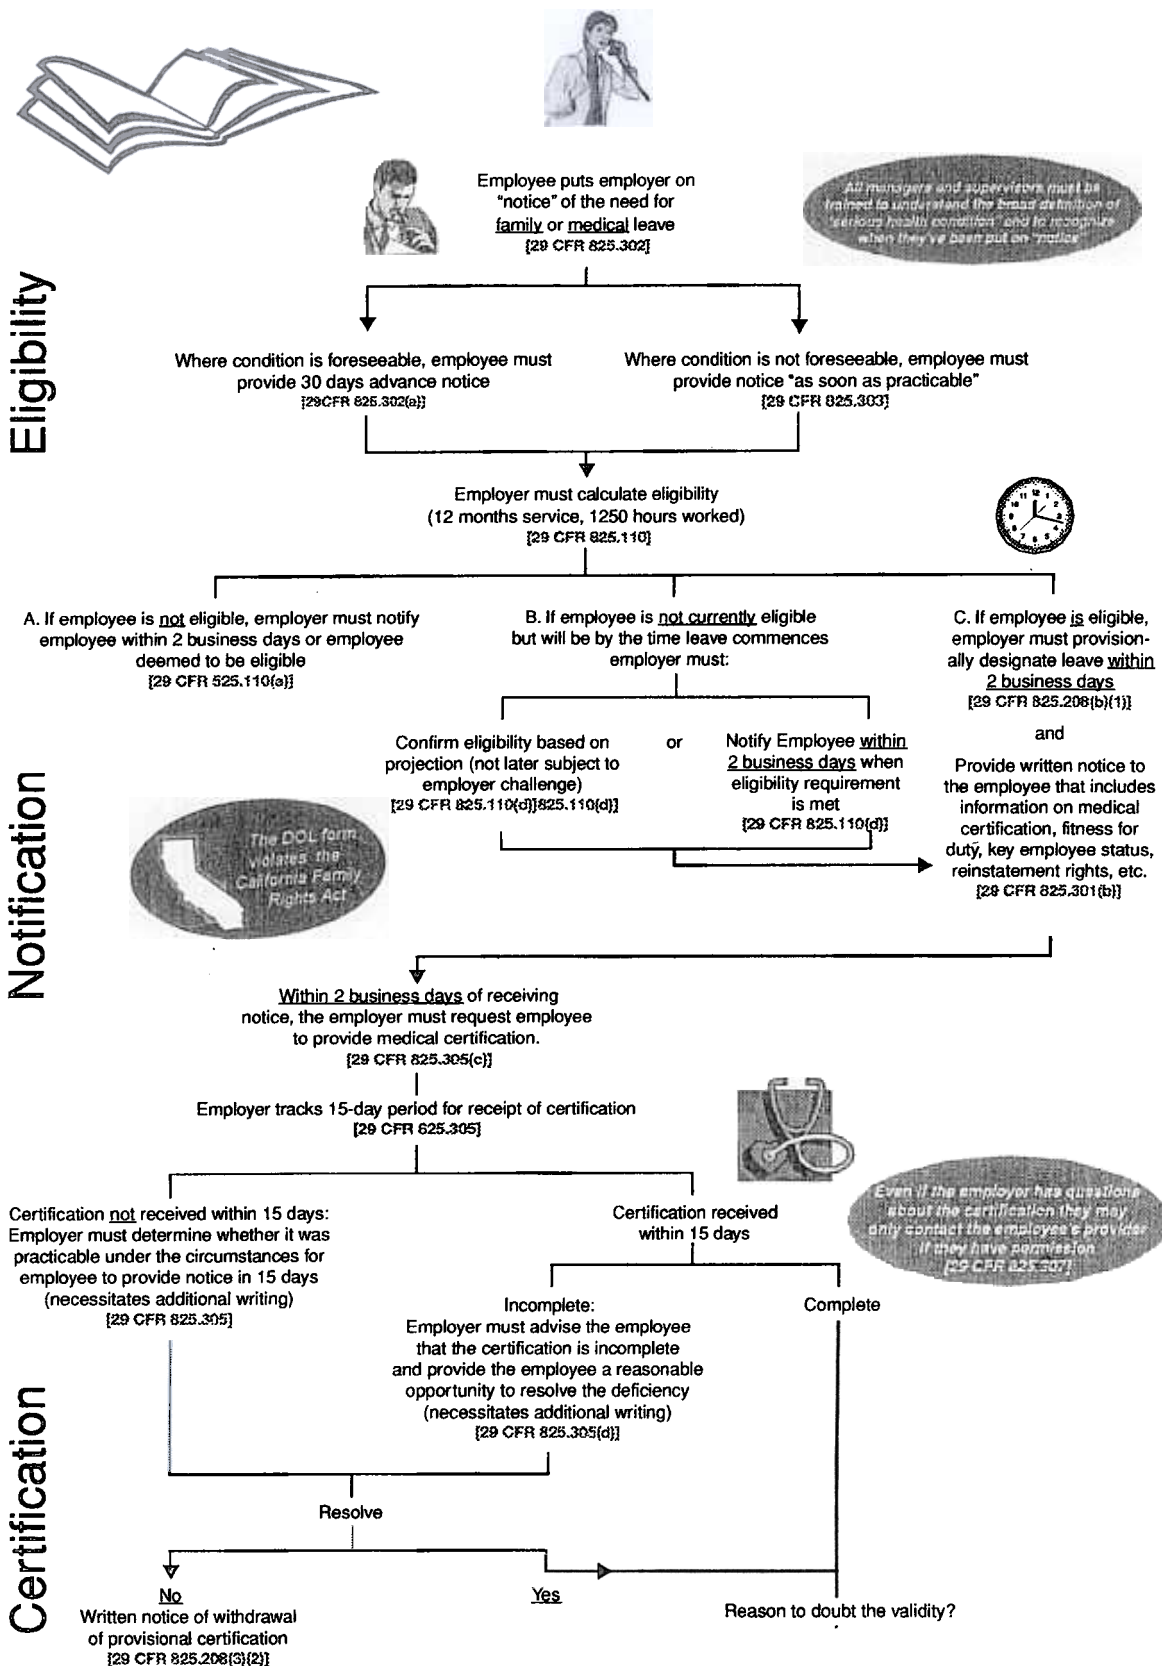 Employee puts employer on
"notice" of the need for
family or medical leave
[29 CFR 825.302]
All managers and supervisors must be
trained to understand the broad definition of
"serious health condition" and to recognize
when they've been put on "notice"
Eligibility
Where condition is foreseeable, employee must
provide 30 days advance notice
[29CFR 825.302(a)]
Where condition is not foreseeable, employee must
provide notice "as soon as practicable"
[29 CFR 825.303]
Employer must calculate eligibility
(12 months service, 1250 hours worked)
[29 CFR 825.110]
A. If employee is not eligible, employer must notify
employee within 2 business days or employee
deemed to be eligible
[29 CFR 525.110(a)]
B. If employee is not currently eligible
but will be by the time leave commences
employer must:
C. If employee is eligible,
employer must provision-
ally designate leave within
2 business days
[29 CFR 825.208(b)(1)]
and
Provide written notice to
the employee that includes
information on medical
certification, fitness for
duty, key employee status,
reinstatement rights, etc.
[29 CFR 825.301(b)]
Confirm eligibility based on
projection (not later subject to
employer challenge)
[29 CFR 825.110(d)]825.110(d)]
or
Notify Employee within
2 business days when
eligibility requirement
is met
[29 CFR 825.110(d)]
Notification
The DOL form
violates the
California Family
Rights Act
Within 2 business days of receiving
notice, the employer must request employee
to provide medical certification.
[29 CFR 825.305(c)]
Employer tracks 15-day period for receipt of certification
[29 CFR 825.305]
Even if the employer has questions
about the certification they may
only contact the employee's provider
if they have permission
[29 CFR 825.307]
Certification not received within 15 days:
Employer must determine whether it was
practicable under the circumstances for
employee to provide notice in 15 days
(necessitates additional writing)
[29 CFR 825.305]
Certification received
within 15 days
Incomplete:
Employer must advise the employee
that the certification is incomplete
and provide the employee a reasonable
opportunity to resolve the deficiency
(necessitates additional writing)
[29 CFR 825.305(d)]
Complete
Certification
Resolve
No
Written notice of withdrawal
of provisional certification
[29 CFR 825.208(3)(2)]
Yes
Reason to doubt the validity?